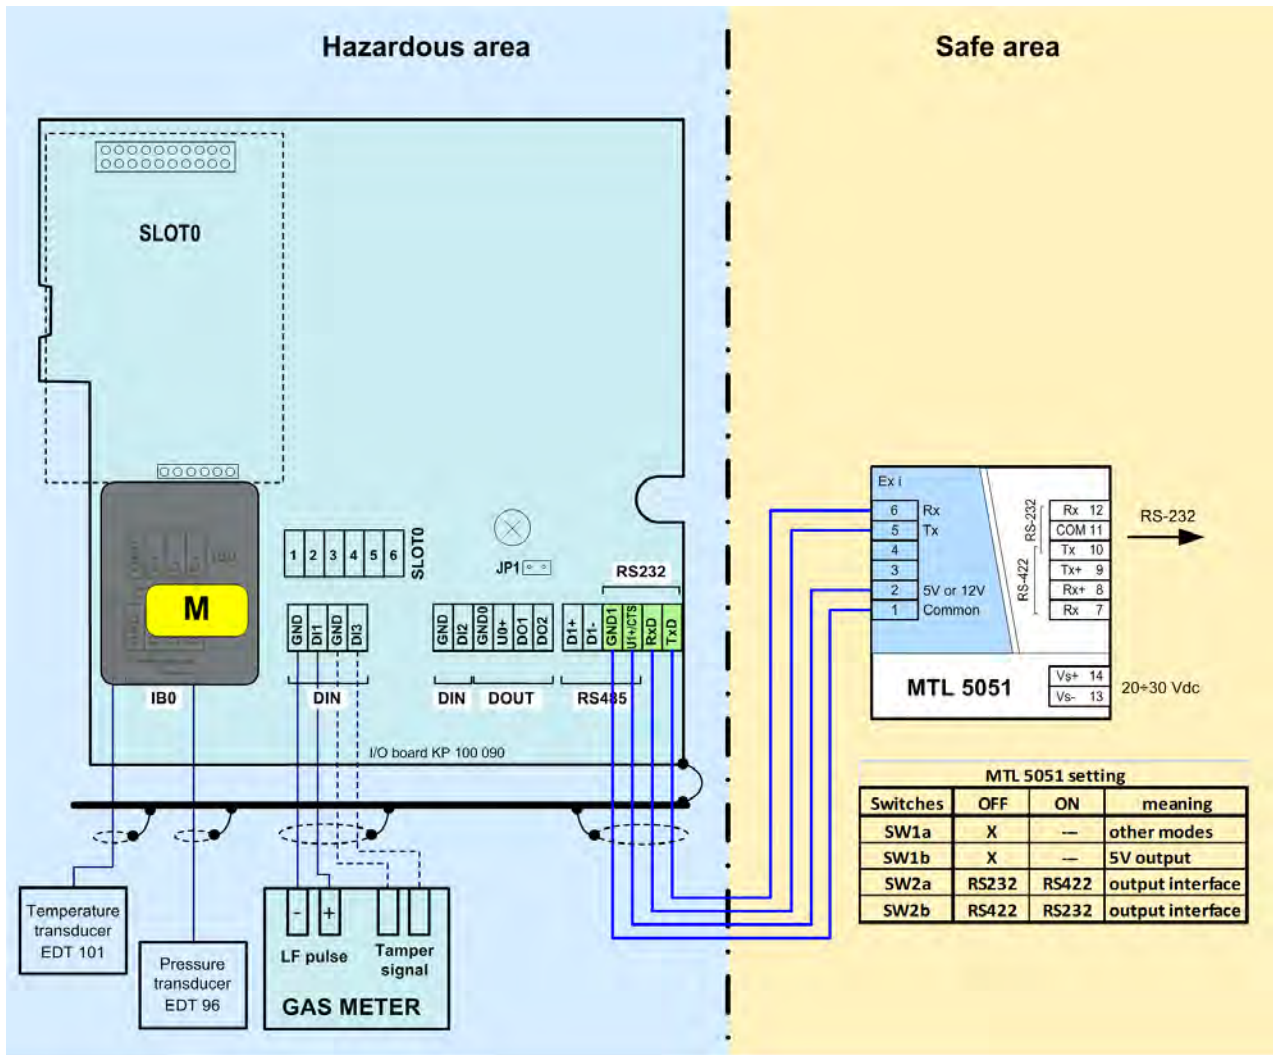 Hazardous area
Safe area
SLOT0
1 2 3 4 5 6
SLOT0
JP1
RS232
GND DI1 GND DI3
GND DI2 GND0 U0+ DO1 DO2
D1+ D1- GND1 U1+/CTS RxD TxD
M
IB0
DIN
DIN DOUT
RS485
I/O board KP 100 090
Temperature
transducer
EDT 101
Pressure
transducer
EDT 96
- +
LF pulse
Tamper
signal
GAS METER
Ex i
6 Rx
5 Tx
4
3
2 5V or 12V
1 Common
RS-232
RS-422
Rx 12
COM 11
Tx 10
Tx+ 9
Rx+ 8
Rx 7
RS-232
MTL 5051
Vs+ 14
Vs- 13
20÷30 Vdc
MTL 5051 setting
Switches OFF ON meaning
SW1a X --- other modes
SW1b X --- 5V output
SW2a RS232 RS422 output interface
SW2b RS422 RS232 output interface